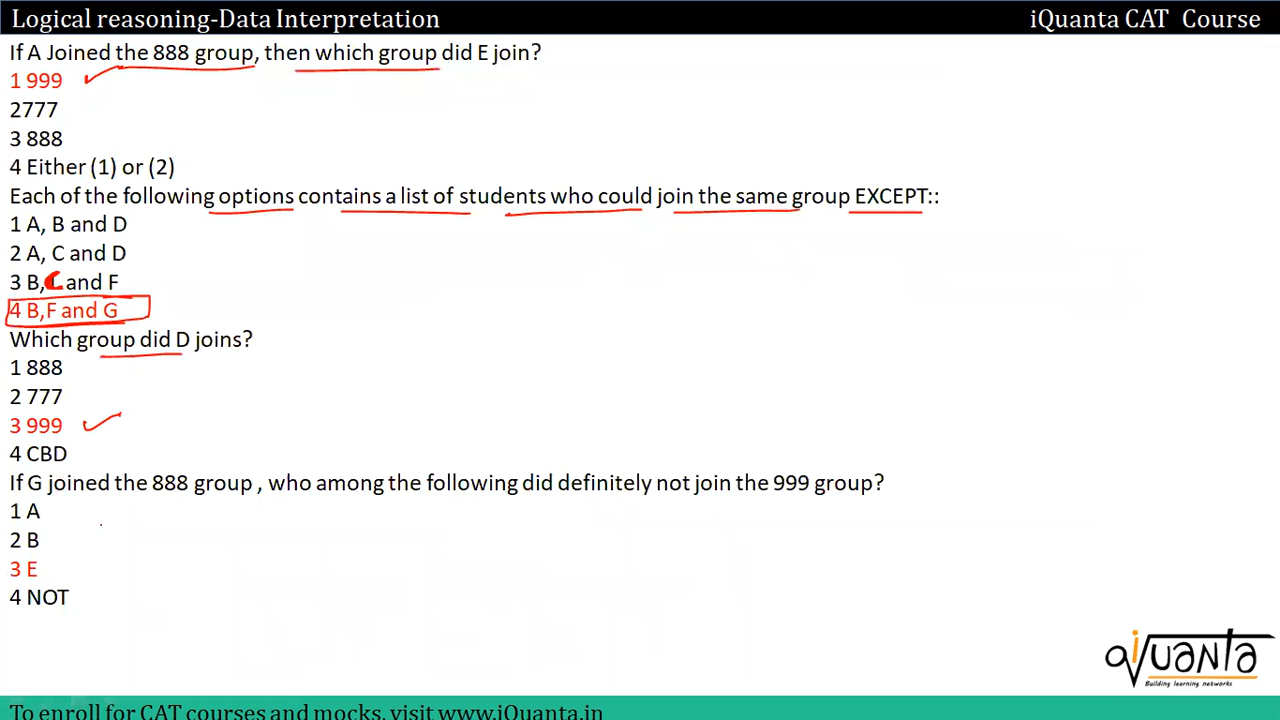 Logical reasoning-Data Interpretation
iQuanta CAT Course
If A Joined the 888 group, then which group did E join?
1 999
2777
3 888
4 Either (1) or (2)
Each of the following options contains a list of students who could join the same group EXCEPT::
1 A, B and D
2 A, C and D
3 B,C and F
4 B,F and G
Which group did D joins?
1 888
2 777
3 999
4 CBD
If G joined the 888 group , who among the following did definitely not join the 999 group?
1 A
2 B
3 E
4 NOT
iQuanta
Building learning networks
To enroll for CAT courses and mocks, visit www.iQuanta.in